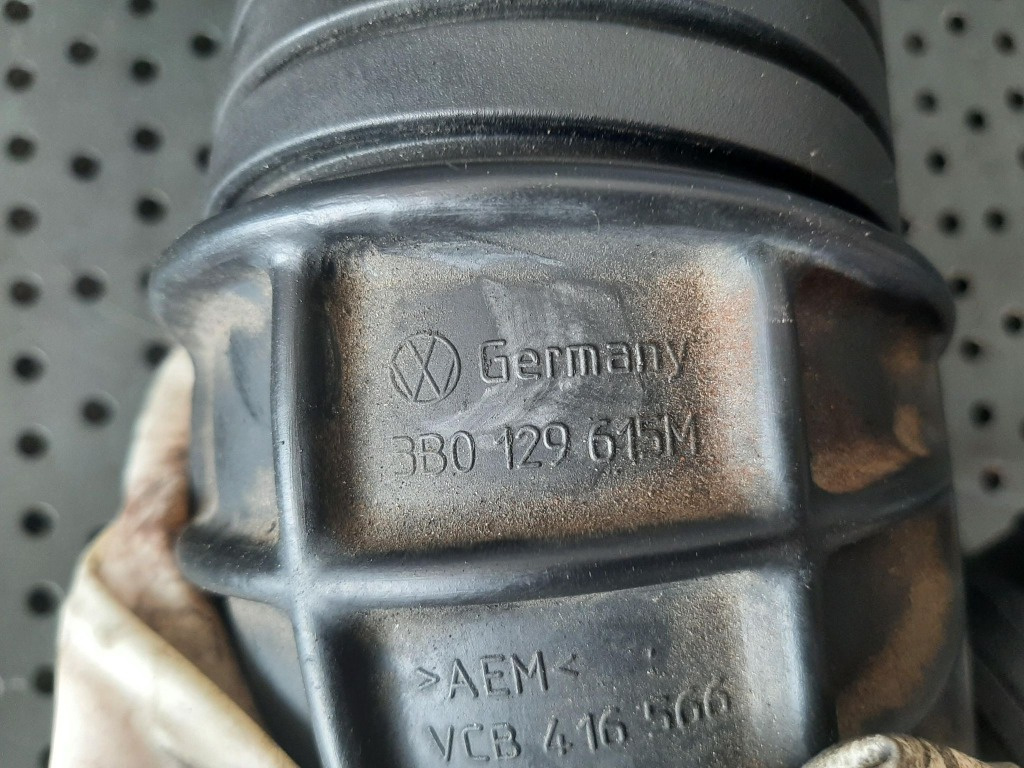 Germany
3B0 129 615M
>AEM<
VCB 416 566